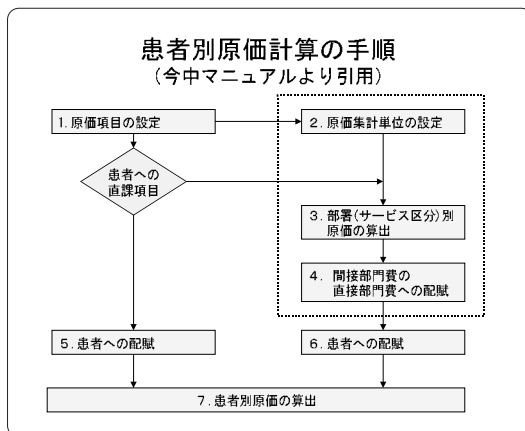 患者別原価計算の手順
(今中マニュアルより引用)
1.原価項目の設定
2.原価集計単位の設定
患者への
直課項目
3.部署(サービス区分)別
原価の算出
4. 間接部門費の
直接部門費への配賦
5.患者への配賦
6.患者への配賦
7.患者別原価の算出